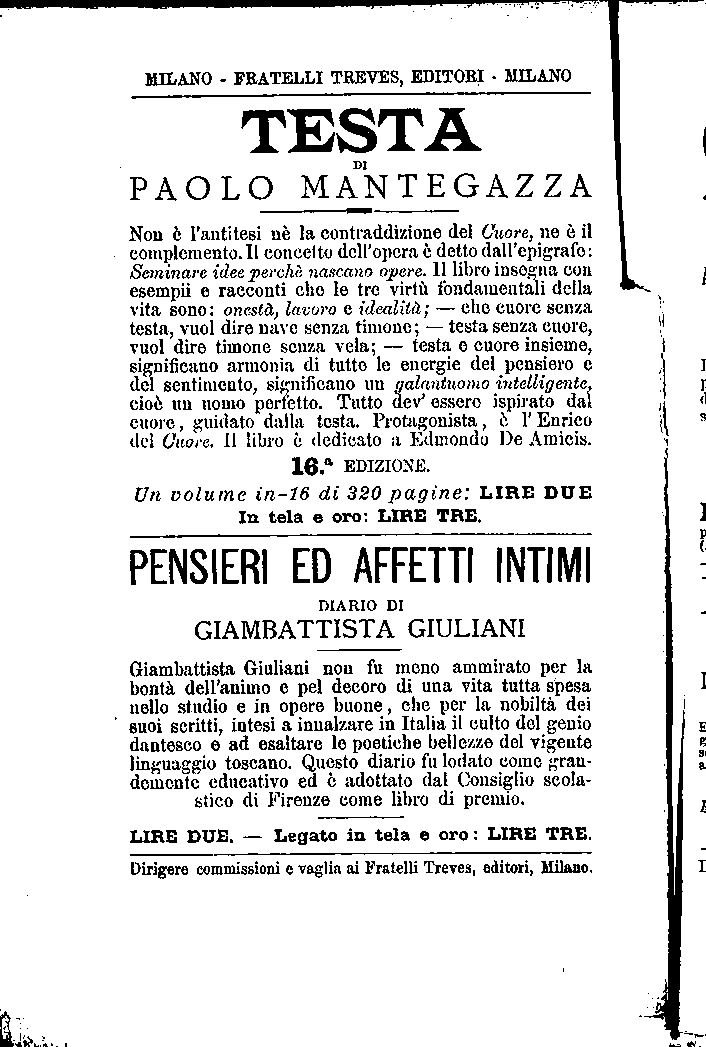 MILANO - FRATELLI TREVES, EDITORI - MILANO
TESTA
DI
PAOLO MANTEGAZZA
Non è l'antitesi nè la contraddizione del Cuore, ne è il
complemento. Il concetto dell'opera è detto dall'epigrafe:
Seminare idee perchè nascano opere. Il libro insegna con
esempii e racconti che le tre virtù fondamentali della
vita sono: onestà, lavoro e idealità; — che cuore senza
testa, vuol dire nave senza timone; — testa senza cuore,
vuol dire timone senza vela; — testa e cuore insieme,
significano armonia di tutte le energie del pensiero e
del sentimento, significano un galantuomo intelligente,
cioè un uomo perfetto. Tutto dev' essere ispirato dal
cuore, guidato dalla testa. Protagonista, è l'Enrico
del Cuore. Il libro è dedicato a Edmondo De Amicis.
16.ª EDIZIONE.
Un volume in-16 di 320 pagine: LIRE DUE
In tela e oro: LIRE TRE.
PENSIERI ED AFFETTI INTIMI
DIARIO DI
GIAMBATTISTA GIULIANI
Giambattista Giuliani non fu meno ammirato per la
bontà dell'animo e pel decoro di una vita tutta spesa
nello studio e in opere buone, che per la nobiltà dei
suoi scritti, intesi a innalzare in Italia il culto del genio
dantesco e ad esaltare le poetiche bellezze del vigente
linguaggio toscano. Questo diario fu lodato come gran-
demente educativo ed è adottato dal Consiglio scola-
stico di Firenze come libro di premio.
LIRE DUE. — Legato in tela e oro: LIRE TRE.
Dirigere commissioni e vaglia ai Fratelli Treves, editori, Milano.